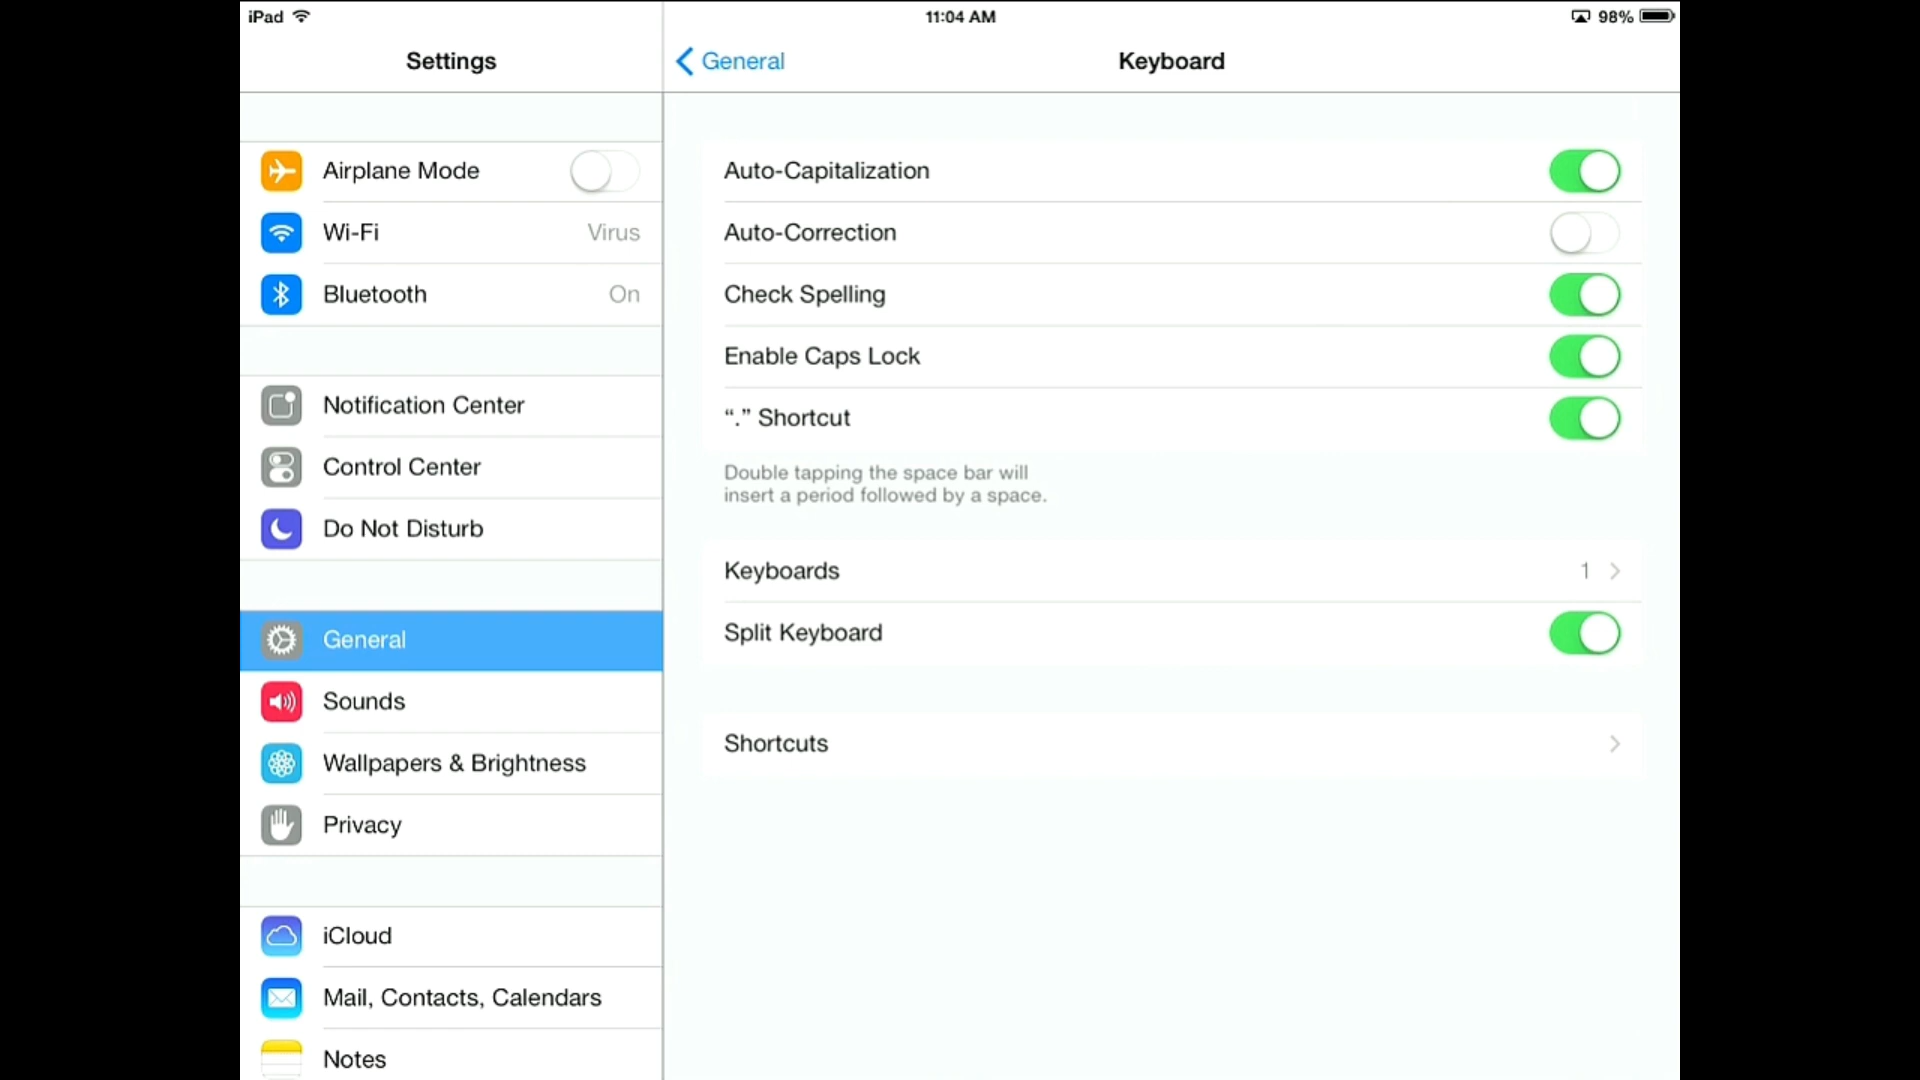 iPad
11:04 AM
98%
Settings
General
Keyboard
Airplane Mode
Wi-Fi Virus
Bluetooth On
Notification Center
Control Center
Do Not Disturb
General
Sounds
Wallpapers & Brightness
Privacy
iCloud
Mail, Contacts, Calendars
Notes
Auto-Capitalization
Auto-Correction
Check Spelling
Enable Caps Lock
“.” Shortcut
Double tapping the space bar will
insert a period followed by a space.
Keyboards 1
Split Keyboard
Shortcuts